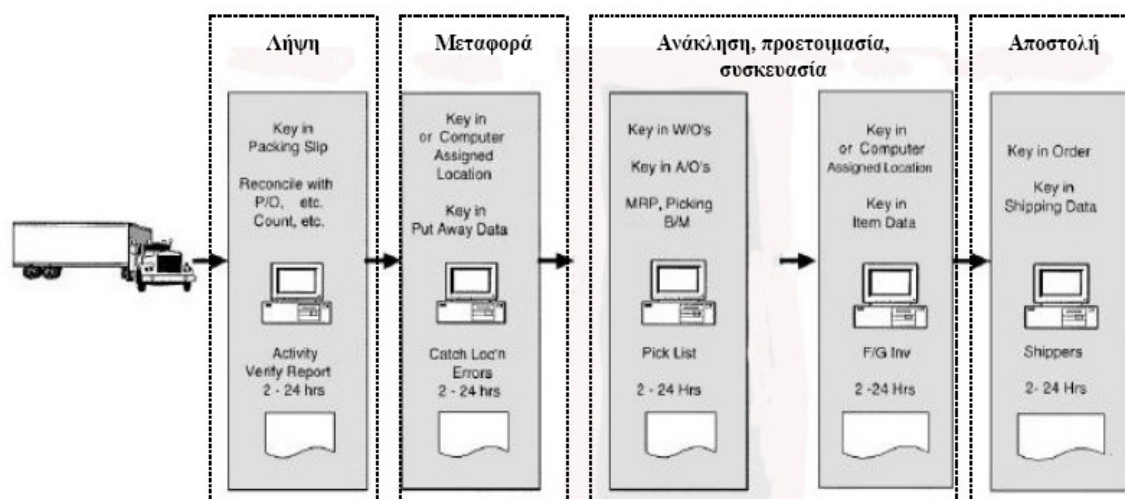 Λήψη
Μεταφορά
Ανάκληση, προετοιμασία,
συσκευασία
Αποστολή
Key in
Packing Slip
Reconcile with
P/O, etc.
Count, etc.
Activity
Verify Report
2 - 24 hrs
Key in
or Computer
Assigned
Location
Key in
Put Away Data
Catch Loc'n
Errors
2 - 24 hrs
Key in W/O's
Key in A/O's
MRP, Picking
B/M
Pick List
2 - 24 Hrs
Key in
or Computer
Assigned Location
Key in
Item Data
F/G Inv
2 -24 Hrs
Key in Order
Key in
Shipping Data
Shippers
2- 24 Hrs